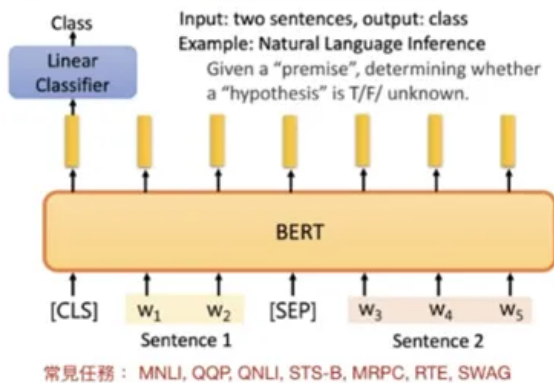 Class
Linear
Classifier
Input: two sentences, output: class
Example: Natural Language Inference
Given a “premise”, determining whether
a “hypothesis” is T/F/ unknown.
BERT
[CLS] w₁ w₂ [SEP] w₃ w₄ w₅
Sentence 1 Sentence 2
常見任務： MNLI, QQP, QNLI, STS-B, MRPC, RTE, SWAG